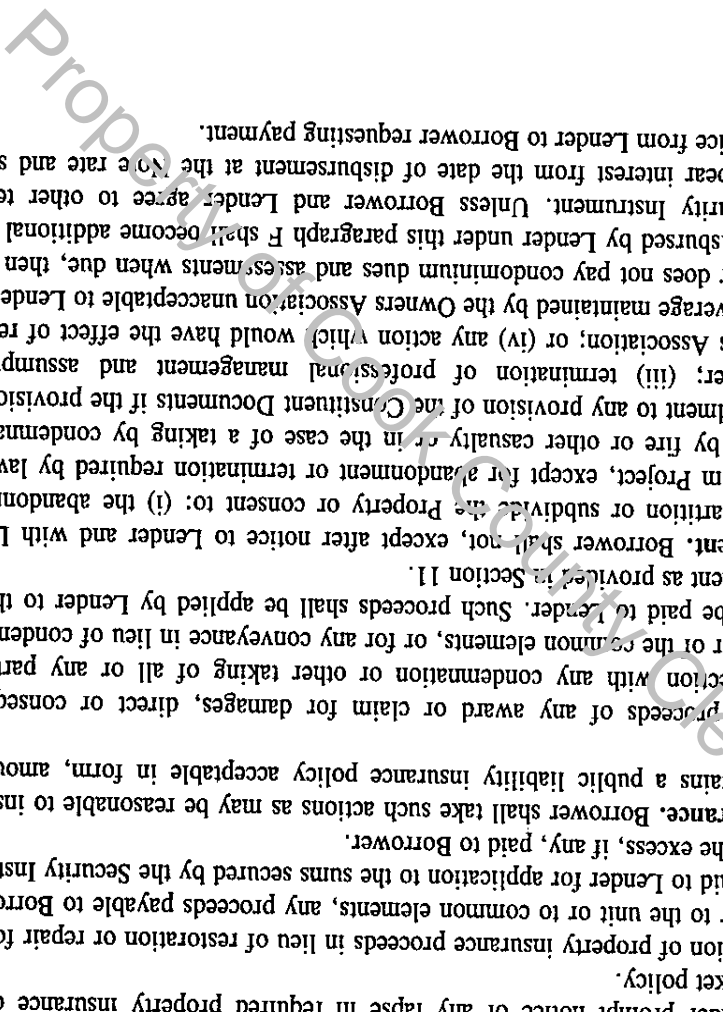 der prompt notice of any lapse in required property insurance c
ket policy.
ion of property insurance proceeds in lieu of restoration or repair fo
r to the unit or to common elements, any proceeds payable to Borro
id to Lender for application to the sums secured by the Security Inst
he excess, if any, paid to Borrower.
rance. Borrower shall take such actions as may be reasonable to ins
ains a public liability insurance policy acceptable in form, amou
proceeds of any award or claim for damages, direct or conseq
ection with any condemnation or other taking of all or any part
r of the common elements, or for any conveyance in lieu of condem
be paid to Lender. Such proceeds shall be applied by Lender to th
ent as provided in Section 11.
ent. Borrower shall not, except after notice to Lender and with L
artition or subdivide the Property or consent to: (i) the abandonm
m Project, except for abandonment or termination required by law
by fire or other casualty or in the case of a taking by condemna
dment to any provision of the Constituent Documents if the provision
er; (iii) termination of professional management and assump
s Association; or (iv) any action which would have the effect of re
verage maintained by the Owners Association unacceptable to Lende
r does not pay condominium dues and assessments when due, then
isbursed by Lender under this paragraph F shall become additional
urity Instrument. Unless Borrower and Lender agree to other te
bear interest from the date of disbursement at the Note rate and s
ice from Lender to Borrower requesting payment.
Property of Cook County Cle